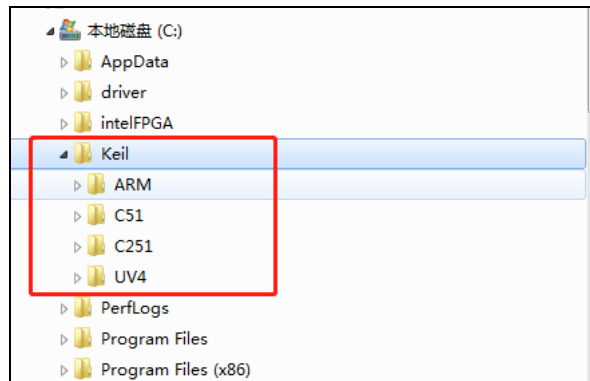 本地磁盘 (C:)
AppData
driver
intelFPGA
Keil
ARM
C51
C251
UV4
PerfLogs
Program Files
Program Files (x86)